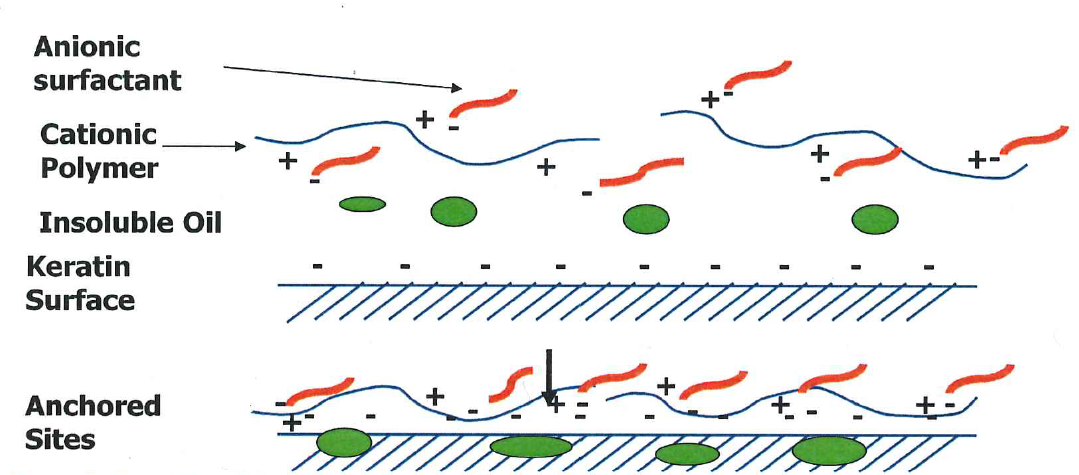 Anionic
surfactant
Cationic
Polymer
Insoluble Oil
Keratin
Surface
Anchored
Sites